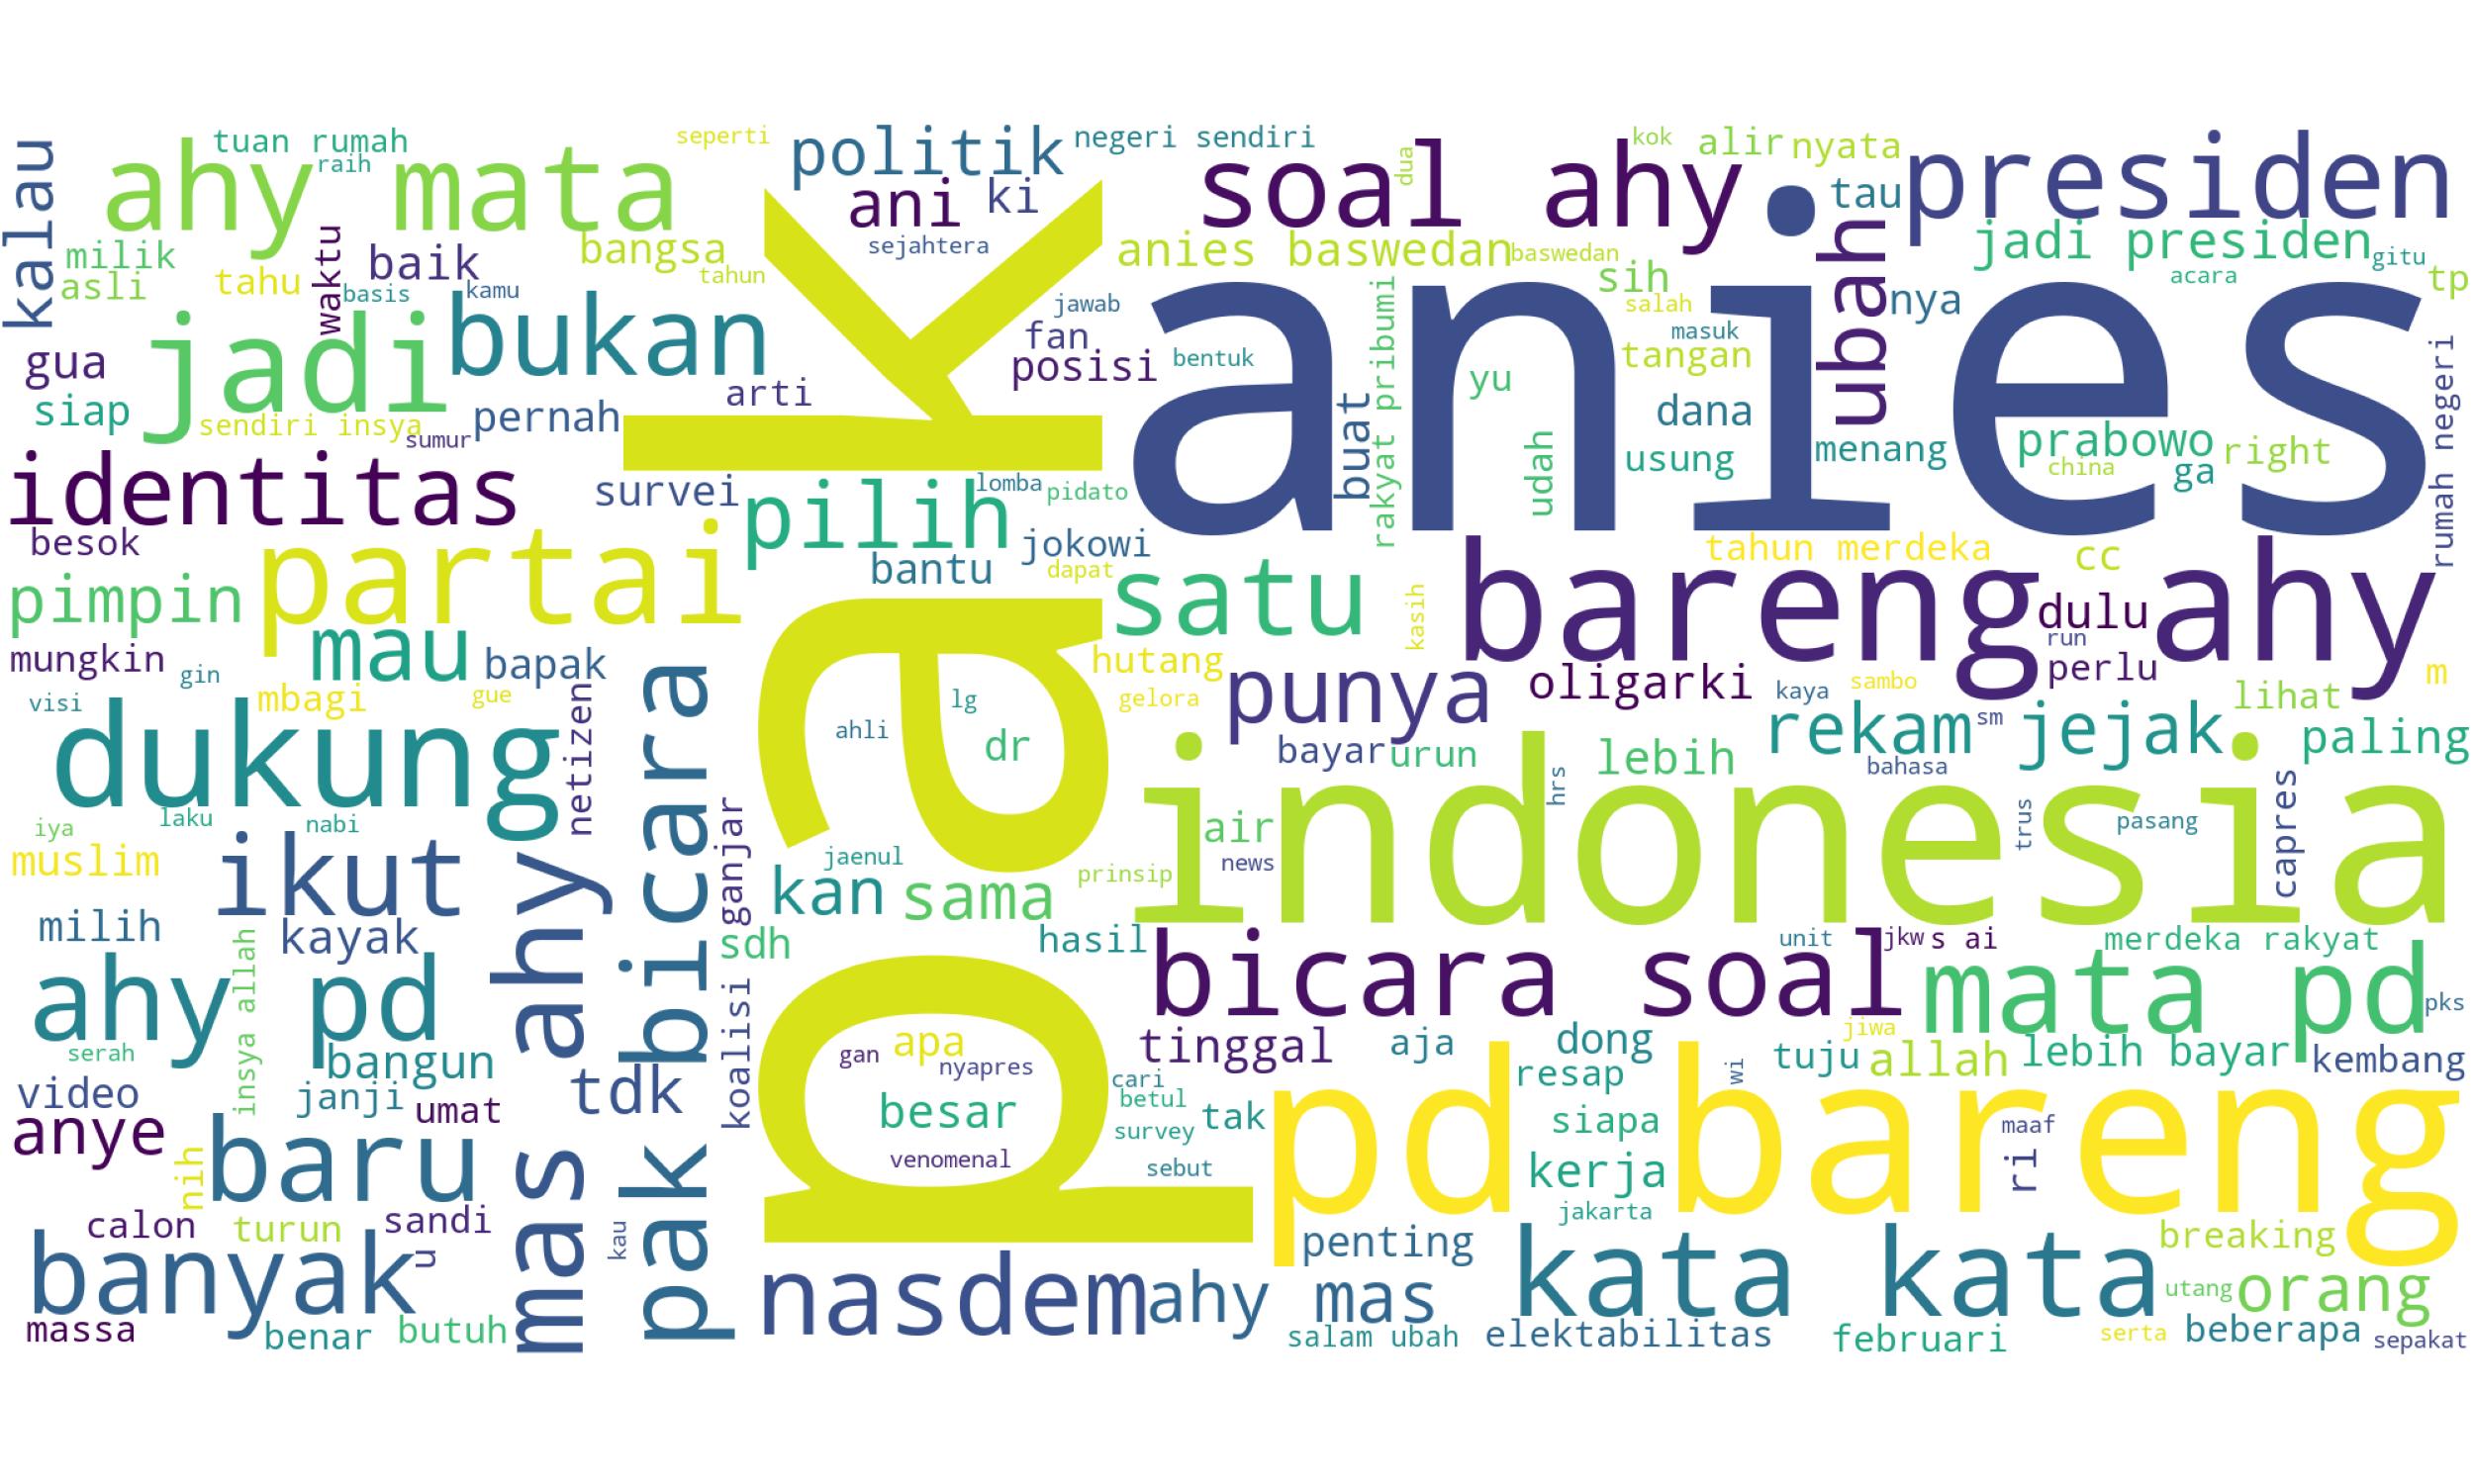 kalau
tuan rumah
raih
seperti
politik
negeri sendiri
ahy mata
ani
ki
sejahtera
soal ahy
dua
kok
alir
nyata
tau
presiden
milik
asli
tahu
waktu
baik
basis
kamu
bangsa
tahun
anies baswedan
baswedan
sih
ubah
jadi presiden
gitu
acara
tp
nya
jadi
bukan
gua
siap
sendiri insya
sumur
pernah
arti
pak
jawab
fan
posisi
bentuk
rakyat pribumi
buat
yu
udah
salah
masuk
tangan
dana
usung
menang
anies
prabowo
china
ga
right
rumah negeri
identitas
survei
pilih
lomba
pidato
besok
jokowi
bantu
dapat
pimpin
partai
satu
tahun merdeka
cc
kasih
bareng ahy
dulu
run
perlu
mungkin
gin
mau
bapak
hutang
gelora
punya
oligarki
kaya
sambo
lihat
m
visi
mbagi
gue
netizen
dukung
pak bicara
ahli
lg
dr
bayar
urun
lebih
rekam jejak
sm
bahasa
paling
iya
laku
nabi
ganjar
jaenul
air
news
hrs
indonesia
trus
pasang
capres
muslim
ikut
mas ahy
kan
sama
prinsip
milih
insya allah
kayak
sdh
hasil
bicara soal
unit
jkw
s ai
merdeka rakyat
ahy pd
koalisi
mata pd
pks
serah
bangun
apa
gan
nyapres
tinggal
aja
dong
jiwa
tuju
allah
lebih bayar
kembang
video
janji
umat
tdk
besar
cari
betul
survey
tak
resap
wi
anye
nih
baru
venomenal
sebut
pd bareng
siapa
kerja
maaf
ri
jakarta
calon
turun
sandi
kau
banyak
u
nasdem
ahy mas
penting
kata kata
breaking
utang
orang
massa
benar
butuh
salam ubah
elektabilitas
februari
serta
beberapa
sepakat